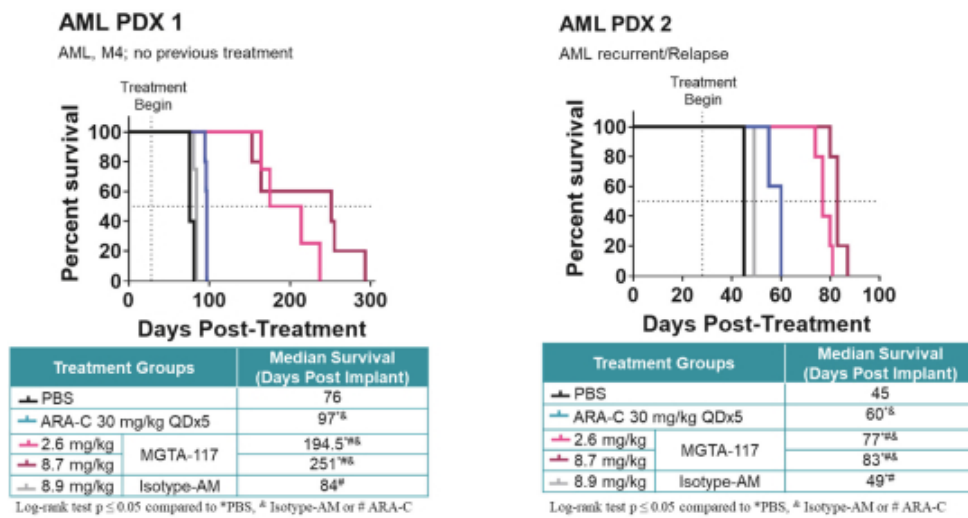 AML PDX 1
AML, M4; no previous treatment
Treatment
Begin
Percent survival
100
80
60
40
20
0
0 100 200 300
Days Post-Treatment
Treatment Groups Median Survival
(Days Post Implant)
PBS 76
ARA-C 30 mg/kg QDx5 97*&
2.6 mg/kg MGTA-117 194.5*#&
8.7 mg/kg 251*#&
8.9 mg/kg Isotype-AM 84#
Log-rank test p ≤ 0.05 compared to *PBS, & Isotype-AM or # ARA-C
AML PDX 2
AML recurrent/Relapse
Treatment
Begin
Percent survival
100
80
60
40
20
0
0 20 40 60 80 100
Days Post-Treatment
Treatment Groups Median Survival
(Days Post Implant)
PBS 45
ARA-C 30 mg/kg QDx5 60*&
2.6 mg/kg MGTA-117 77*#&
8.7 mg/kg 83*#&
8.9 mg/kg Isotype-AM 49*#
Log-rank test p ≤ 0.05 compared to *PBS, & Isotype-AM or # ARA-C